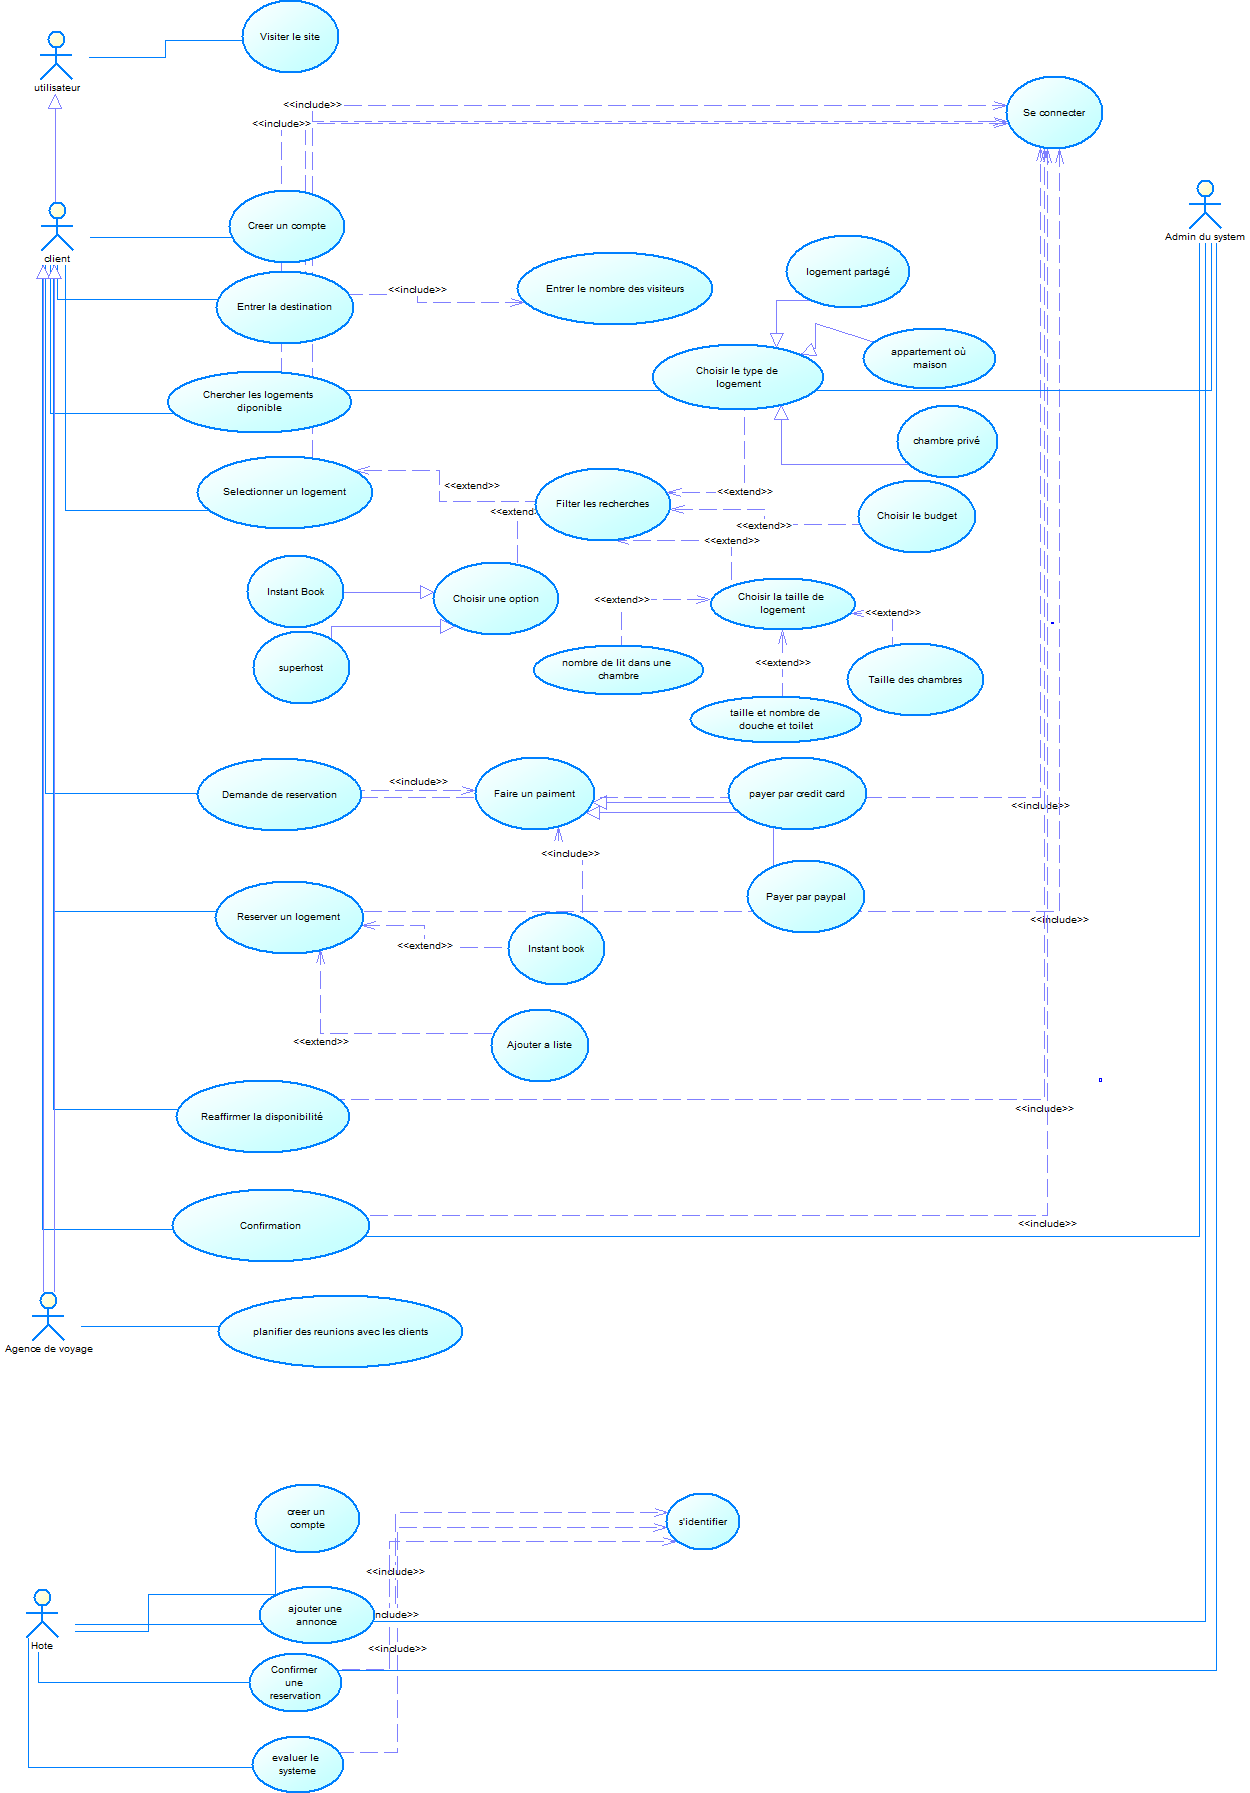 Visiter le site
utilisateur
<<include>>
<<include>>
Se connecter
Creer un compte
client
Admin du system
logement partagé
Entrer la destination
<<include>>
Entrer le nombre des visiteurs
appartement où
maison
Choisir le type de
logement
Chercher les logements
diponible
chambre privé
Selectionner un logement
<<extend>>
<<extend>
Filter les recherches
<<extend>>
Choisir le budget
<<extend>>
<<extend>>
Instant Book
Choisir une option
superhost
<<extend>>
Choisir la taille de
logement
<<extend>>
nombre de lit dans une
chambre
<<extend>>
Taille des chambres
taille et nombre de
douche et toilet
Demande de reservation
<<include>>
Faire un paiment
payer par credit card
<<include>>
<<include>>
Payer par paypal
Reserver un logement
<<include>>
<<extend>>
Instant book
<<extend>>
Ajouter a liste
Reaffirmer la disponibilité
<<include>>
Confirmation
<<include>>
Agence de voyage
planifier des reunions avec les clients
creer un
compte
s'identifier
<<include>>
ajouter une
annonce
nclude>>
Hote
<<include>>
Confirmer
une
reservation
evaluer le
systeme